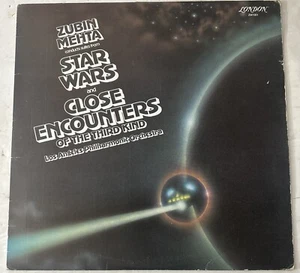 LONDON
ZUBIN
MEHTA
conducts suites from
STAR
WARS
and
CLOSE
ENCOUNTERS
OF THE THIRD KIND
Los Angeles Philharmonic Orchestra